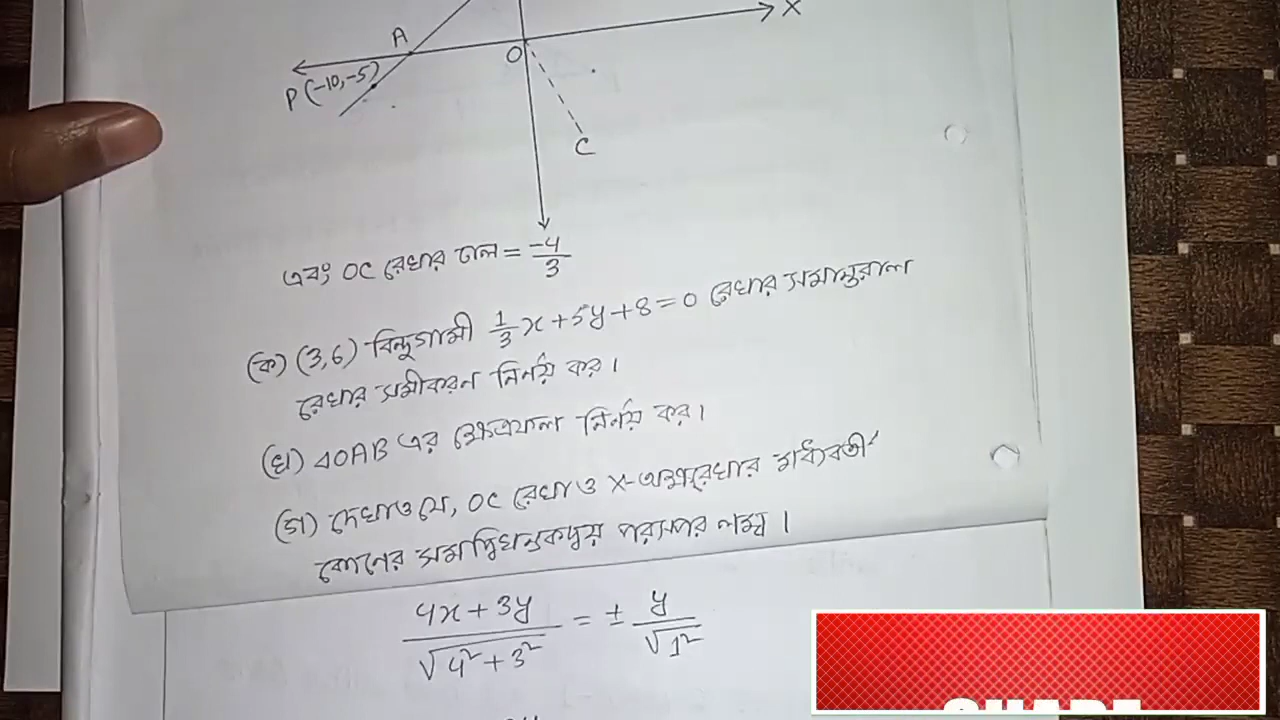 X
A
O
P(-10,-5)
C
এবং OC রেখার ঢাল = -4/3
(ক) (3,6) বিন্দুগামী 1/3 x + 5y + 8 = 0 রেখার সমান্তরাল
রেখার সমীকরণ নির্ণয় কর।
(খ) ΔOAB এর ক্ষেত্রফল নির্ণয় কর।
(গ) দেখাও যে, OC রেখা ও X-অক্ষরেখার মধ্যবর্তী
কোনের সমদ্বিখন্ডকদ্বয় পরস্পর লম্ব।
(4x + 3y)/√(4² + 3²) = ± y/√(1²)